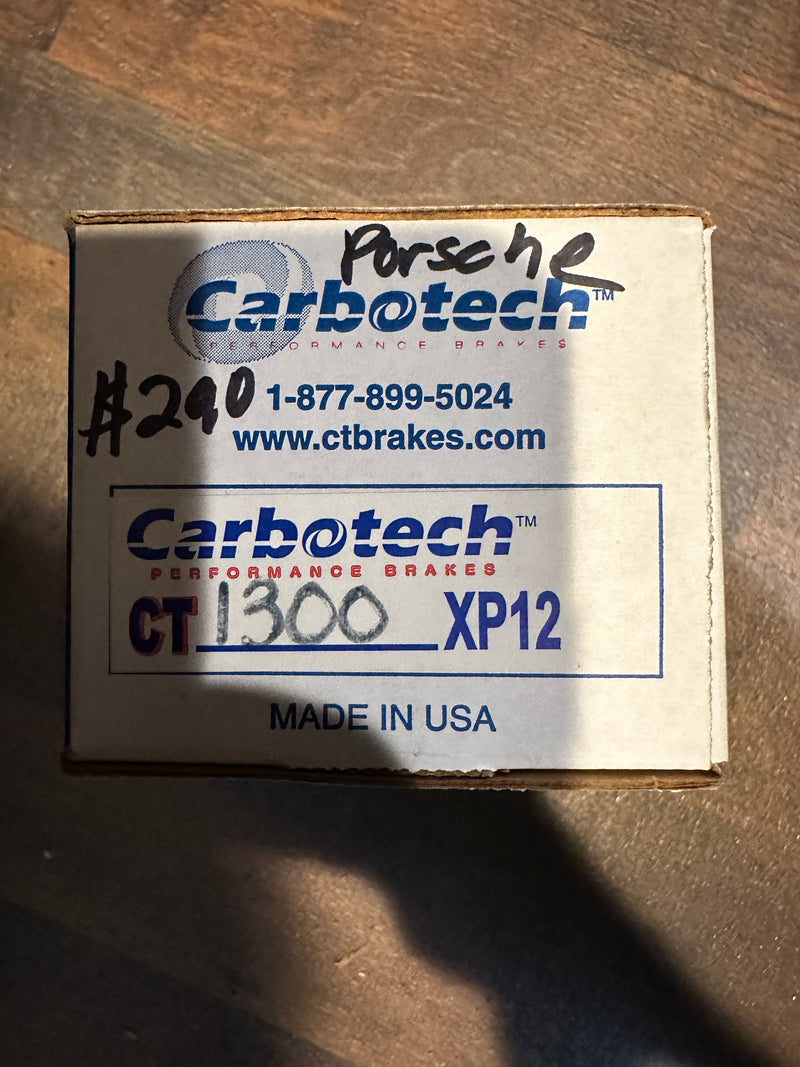 Porsche
Carbotech™
PERFORMANCE BRAKES
$290 1-877-899-5024
www.ctbrakes.com
Carbotech™
PERFORMANCE BRAKES
CT 1300 XP12
MADE IN USA